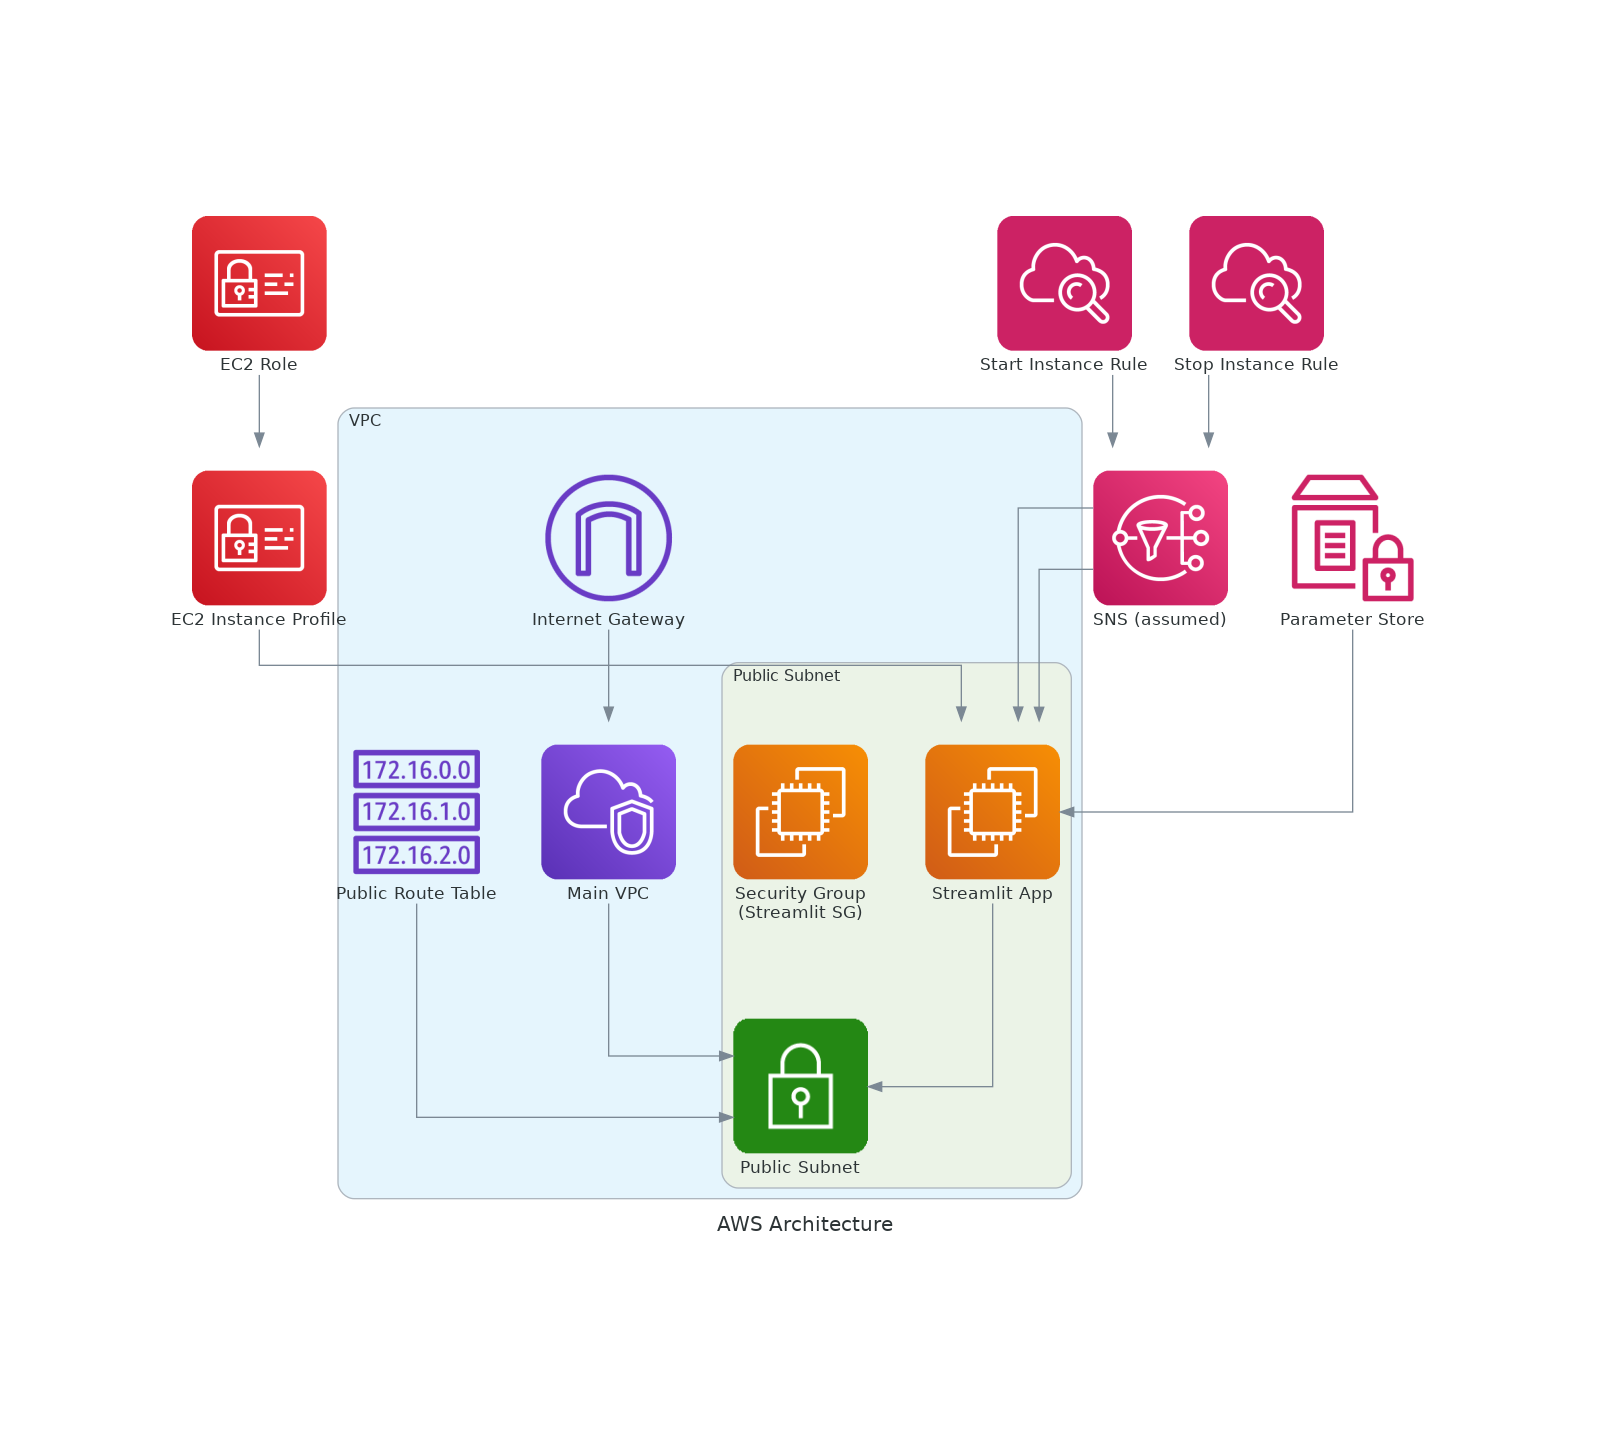 EC2 Role
Start Instance Rule
Stop Instance Rule
VPC
EC2 Instance Profile
Internet Gateway
SNS (assumed)
Parameter Store
Public Subnet
172.16.0.0
172.16.1.0
172.16.2.0
Public Route Table
Main VPC
Security Group
(Streamlit SG)
Streamlit App
Public Subnet
AWS Architecture